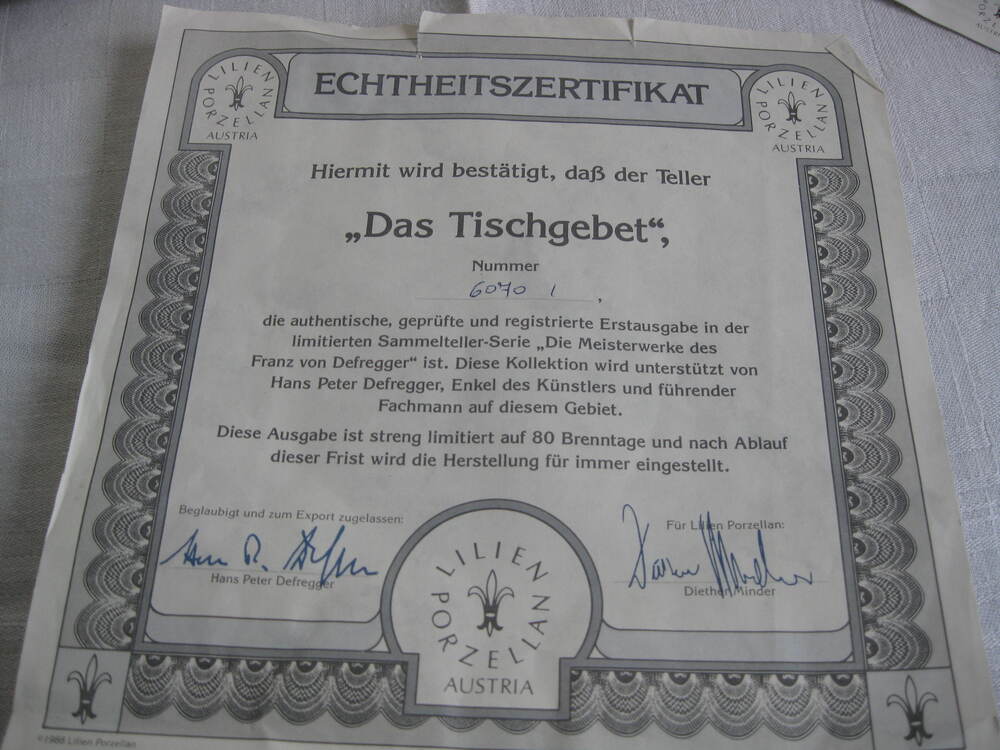 LILIEN PORZELLAN
AUSTRIA
ECHTHEITSZERTIFIKAT
LILIEN PORZELLAN
AUSTRIA
Hiermit wird bestätigt, daß der Teller
„Das Tischgebet“,
Nummer
6070 I,
die authentische, geprüfte und registrierte Erstausgabe in der
limitierten Sammelteller-Serie „Die Meisterwerke des
Franz von Defregger“ ist. Diese Kollektion wird unterstützt von
Hans Peter Defregger, Enkel des Künstlers und führender
Fachmann auf diesem Gebiet.
Diese Ausgabe ist streng limitiert auf 80 Brenntage und nach Ablauf
dieser Frist wird die Herstellung für immer eingestellt.
Beglaubigt und zum Export zugelassen:
Hans Peter Defregger
Für Lilien Porzellan:
Diether Minder
LILIEN PORZELLAN
AUSTRIA
Lilien Porzellan